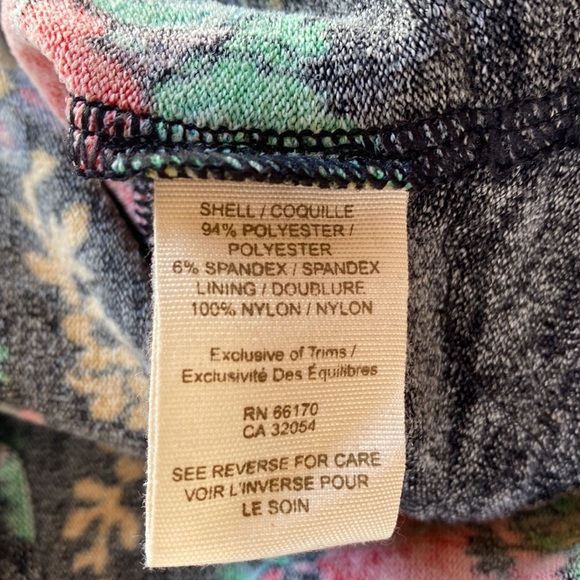 SHELL / COQUILLE
94% POLYESTER /
POLYESTER
6% SPANDEX / SPANDEX
LINING / DOUBLURE
100% NYLON / NYLON
Exclusive of Trims /
Exclusivité Des Équilibres
RN 66170
CA 32054
SEE REVERSE FOR CARE
VOIR L'INVERSE POUR
LE SOIN